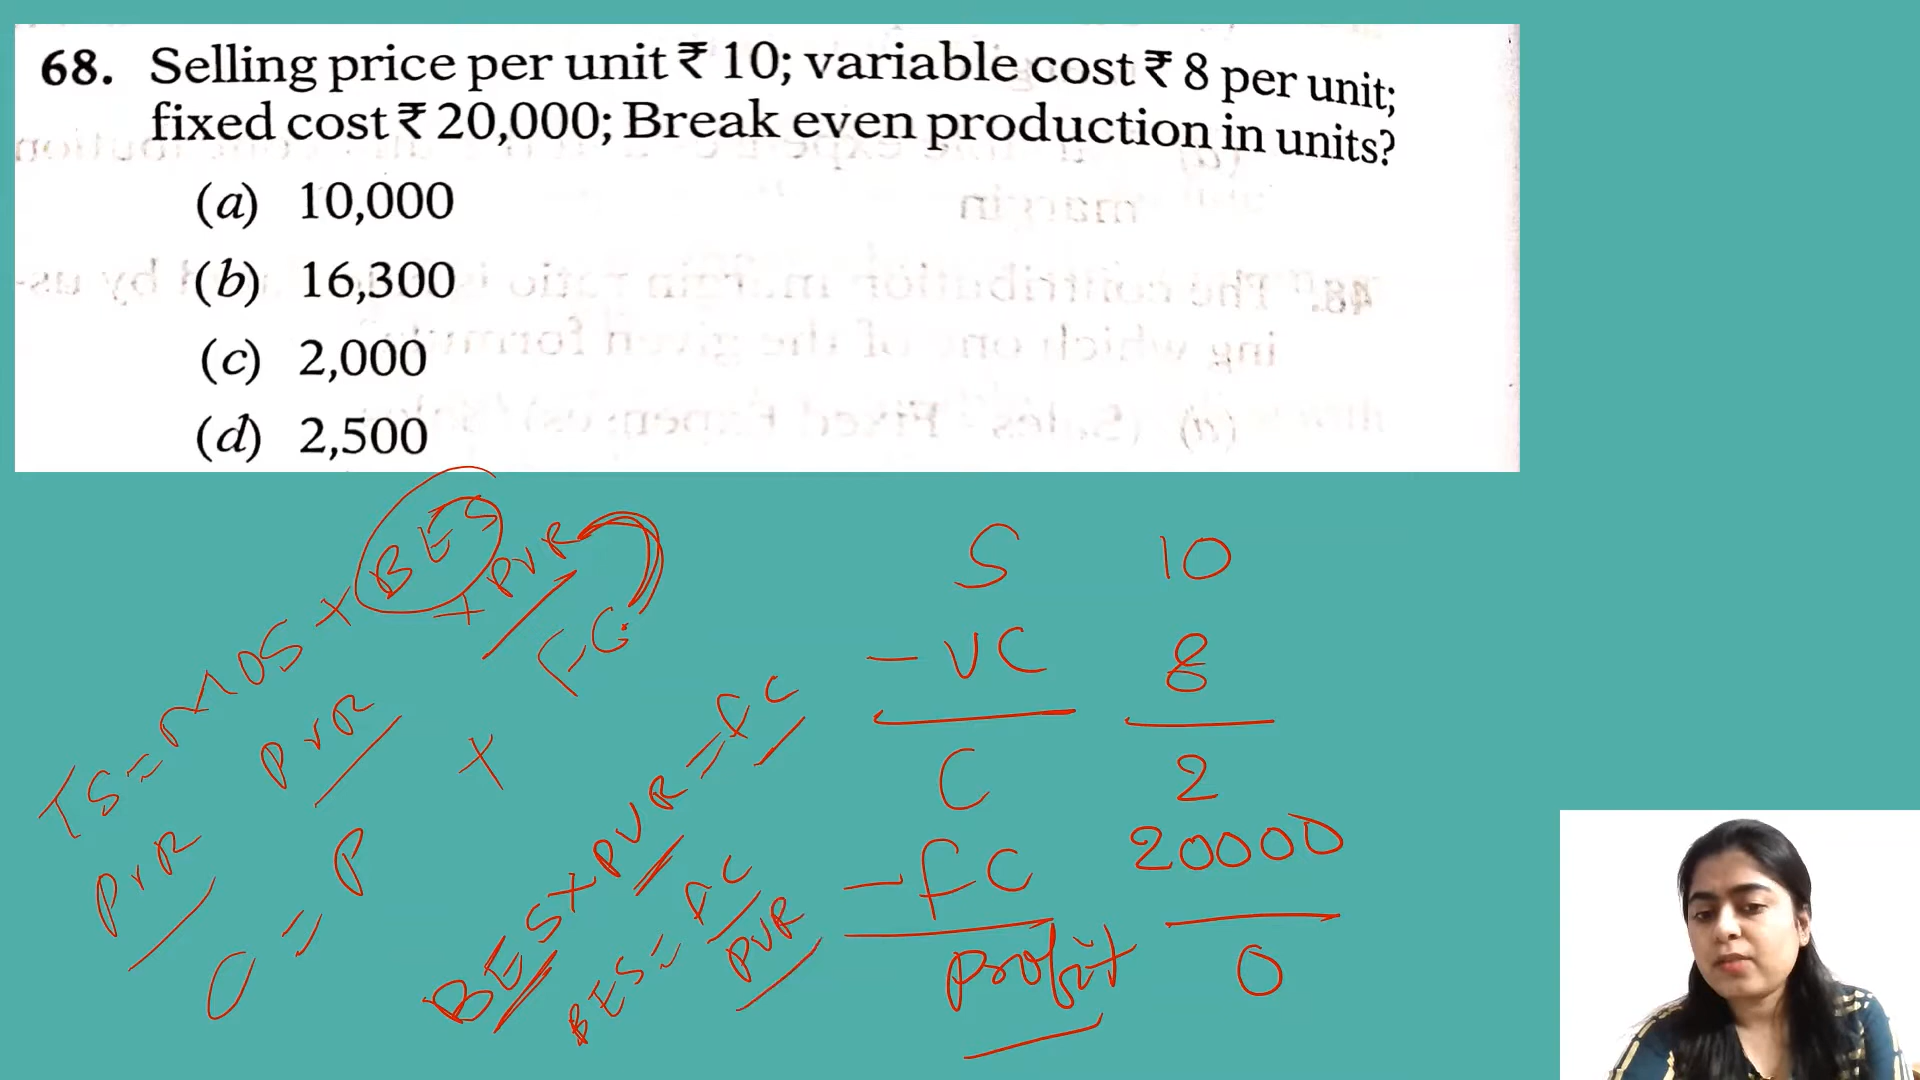 68. Selling price per unit ₹ 10; variable cost ₹ 8 per unit;
fixed cost ₹ 20,000; Break even production in units?
(a) 10,000
(b) 16,300
(c) 2,000
(d) 2,500
TS = MOS + BES
PVR PVR × PVR
C = P + FC
BES × PVR = FC
BES = FC / PVR
S 10
- VC 8
C 2
- FC 20000
Profit 0